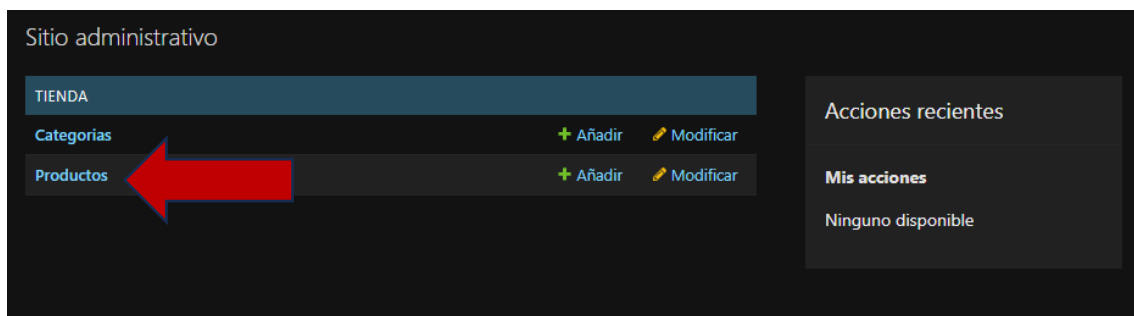 Sitio administrativo
TIENDA
Categorias Añadir Modificar
Productos Añadir Modificar
Acciones recientes
Mis acciones
Ninguno disponible